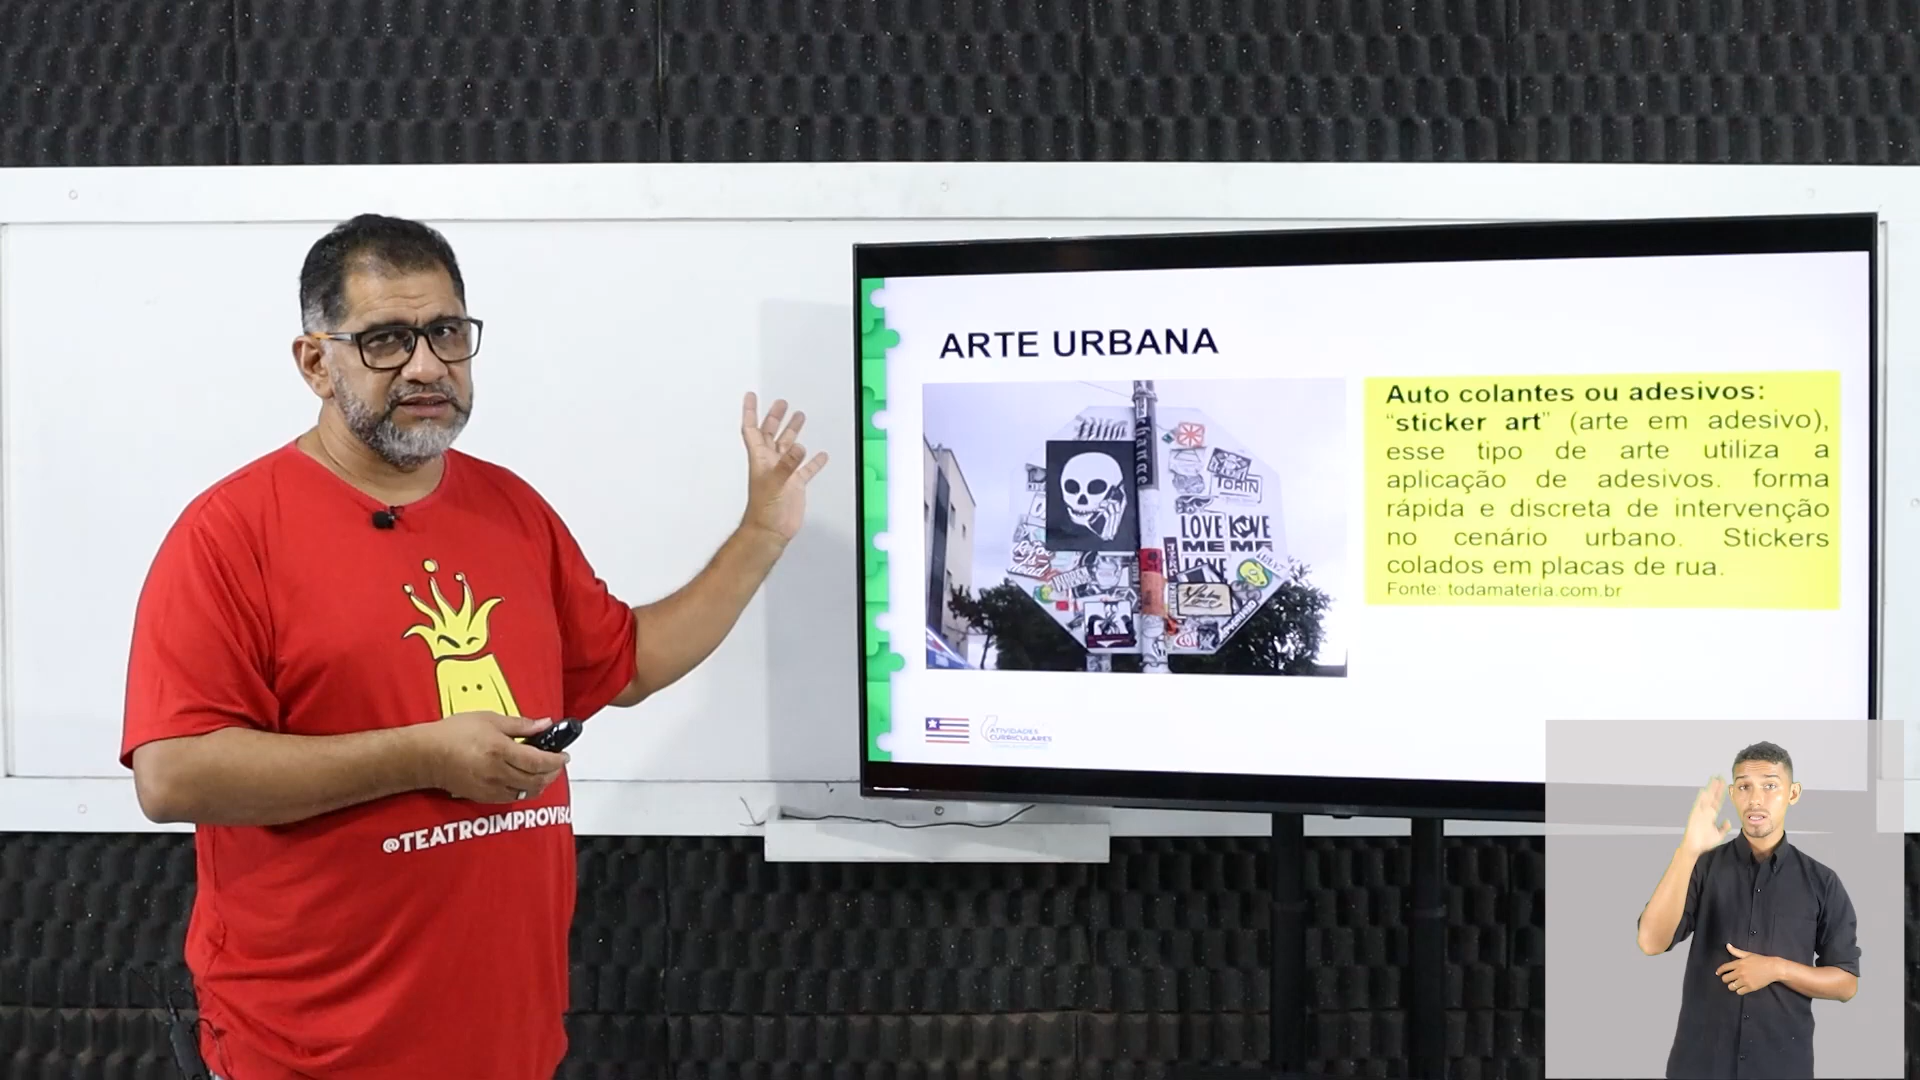 ARTE URBANA
Auto colantes ou adesivos:
“sticker art” (arte em adesivo),
esse tipo de arte utiliza a
aplicação de adesivos. forma
rápida e discreta de intervenção
no cenário urbano. Stickers
colados em placas de rua.
Fonte: todamateria.com.br
TORIN
LOVE LOVE
ME ME
LOVE
ATIVIDADES
CURRICULARES
@TEATROIMPROVISO